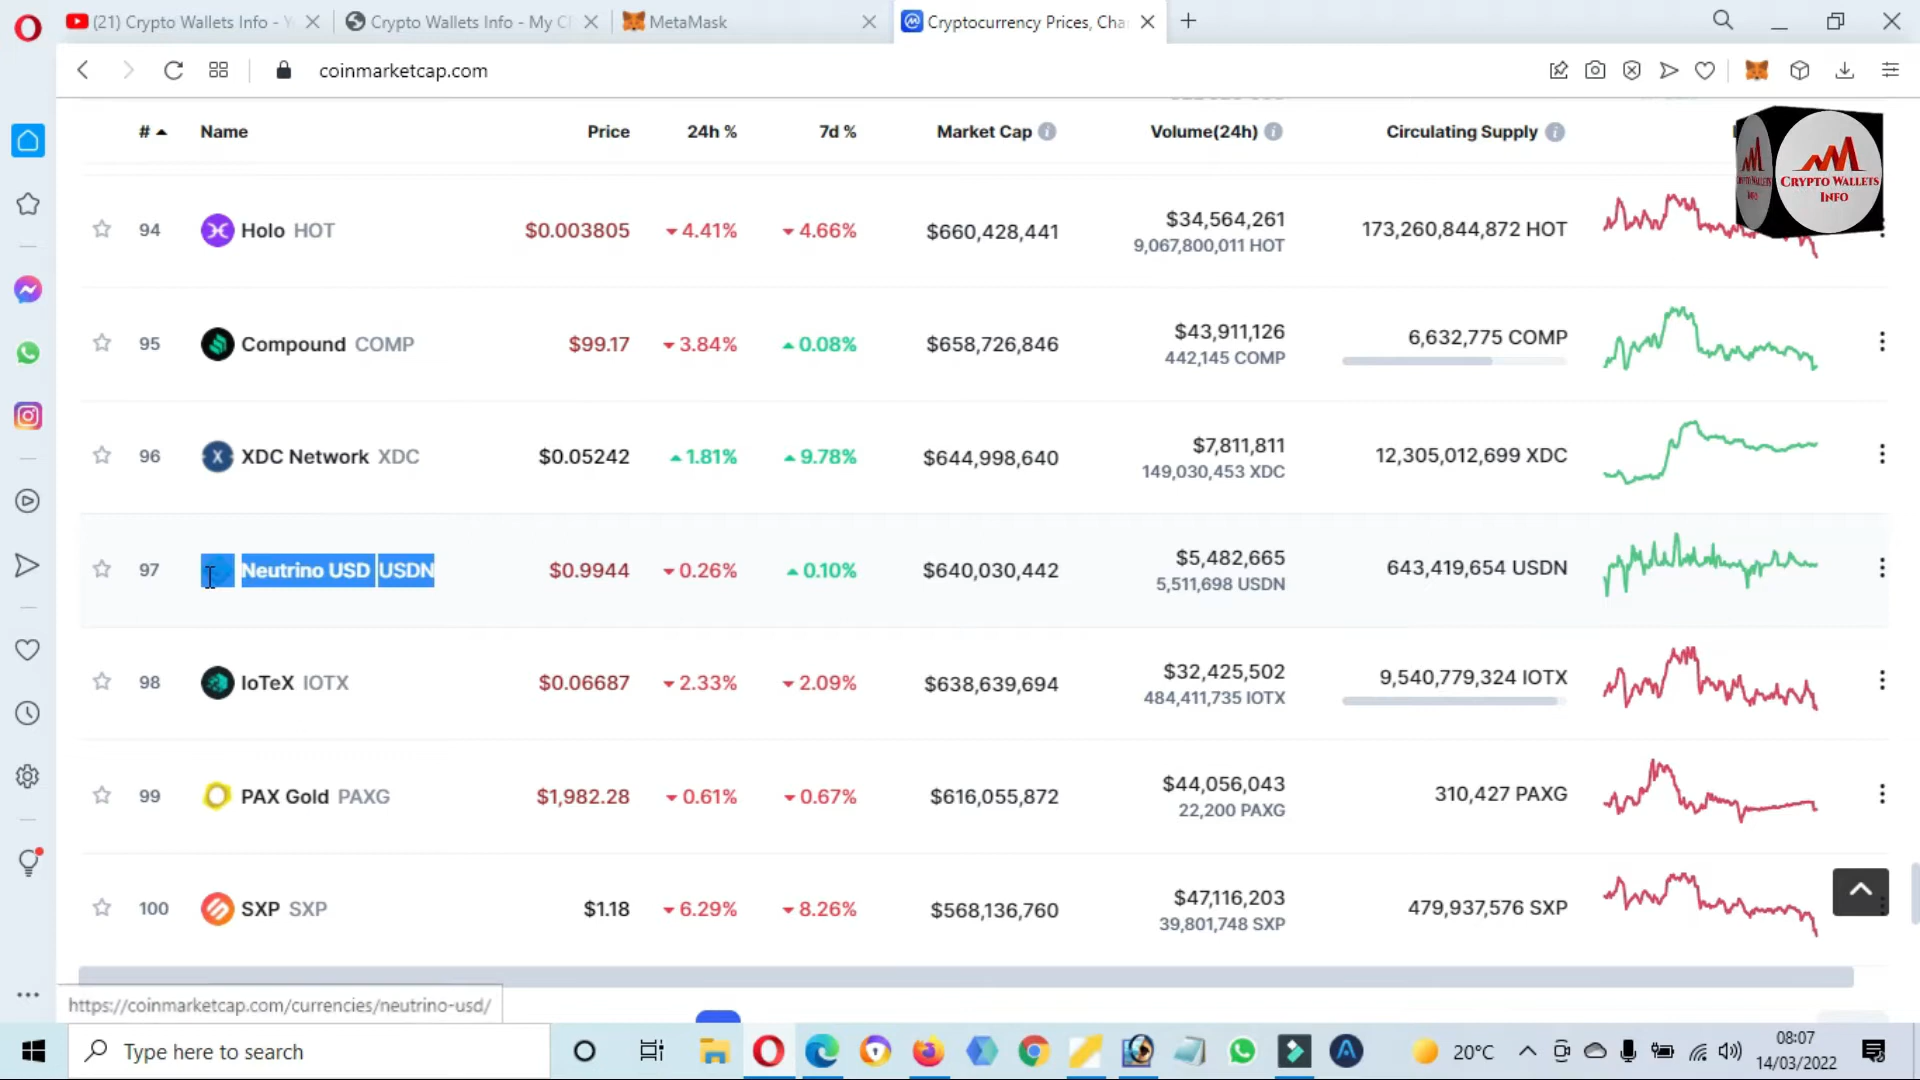 (21) Crypto Wallets Info - Y
Crypto Wallets Info - My Cl
MetaMask
Cryptocurrency Prices, Cha
coinmarketcap.com
# Name Price 24h % 7d % Market Cap Volume(24h) Circulating Supply
CRYPTO WALLETS
INFO
94 Holo HOT $0.003805 4.41% 4.66% $660,428,441 $34,564,261 173,260,844,872 HOT
9,067,800,011 HOT
95 Compound COMP $99.17 3.84% 0.08% $658,726,846 $43,911,126 6,632,775 COMP
442,145 COMP
96 XDC Network XDC $0.05242 1.81% 9.78% $644,998,640 $7,811,811 12,305,012,699 XDC
149,030,453 XDC
97 Neutrino USD USDN $0.9944 0.26% 0.10% $640,030,442 $5,482,665 643,419,654 USDN
5,511,698 USDN
98 IoTeX IOTX $0.06687 2.33% 2.09% $638,639,694 $32,425,502 9,540,779,324 IOTX
484,411,735 IOTX
99 PAX Gold PAXG $1,982.28 0.61% 0.67% $616,055,872 $44,056,043 310,427 PAXG
22,200 PAXG
100 SXP SXP $1.18 6.29% 8.26% $568,136,760 $47,116,203 479,937,576 SXP
39,801,748 SXP
https://coinmarketcap.com/currencies/neutrino-usd/
Type here to search
20°C
08:07
14/03/2022